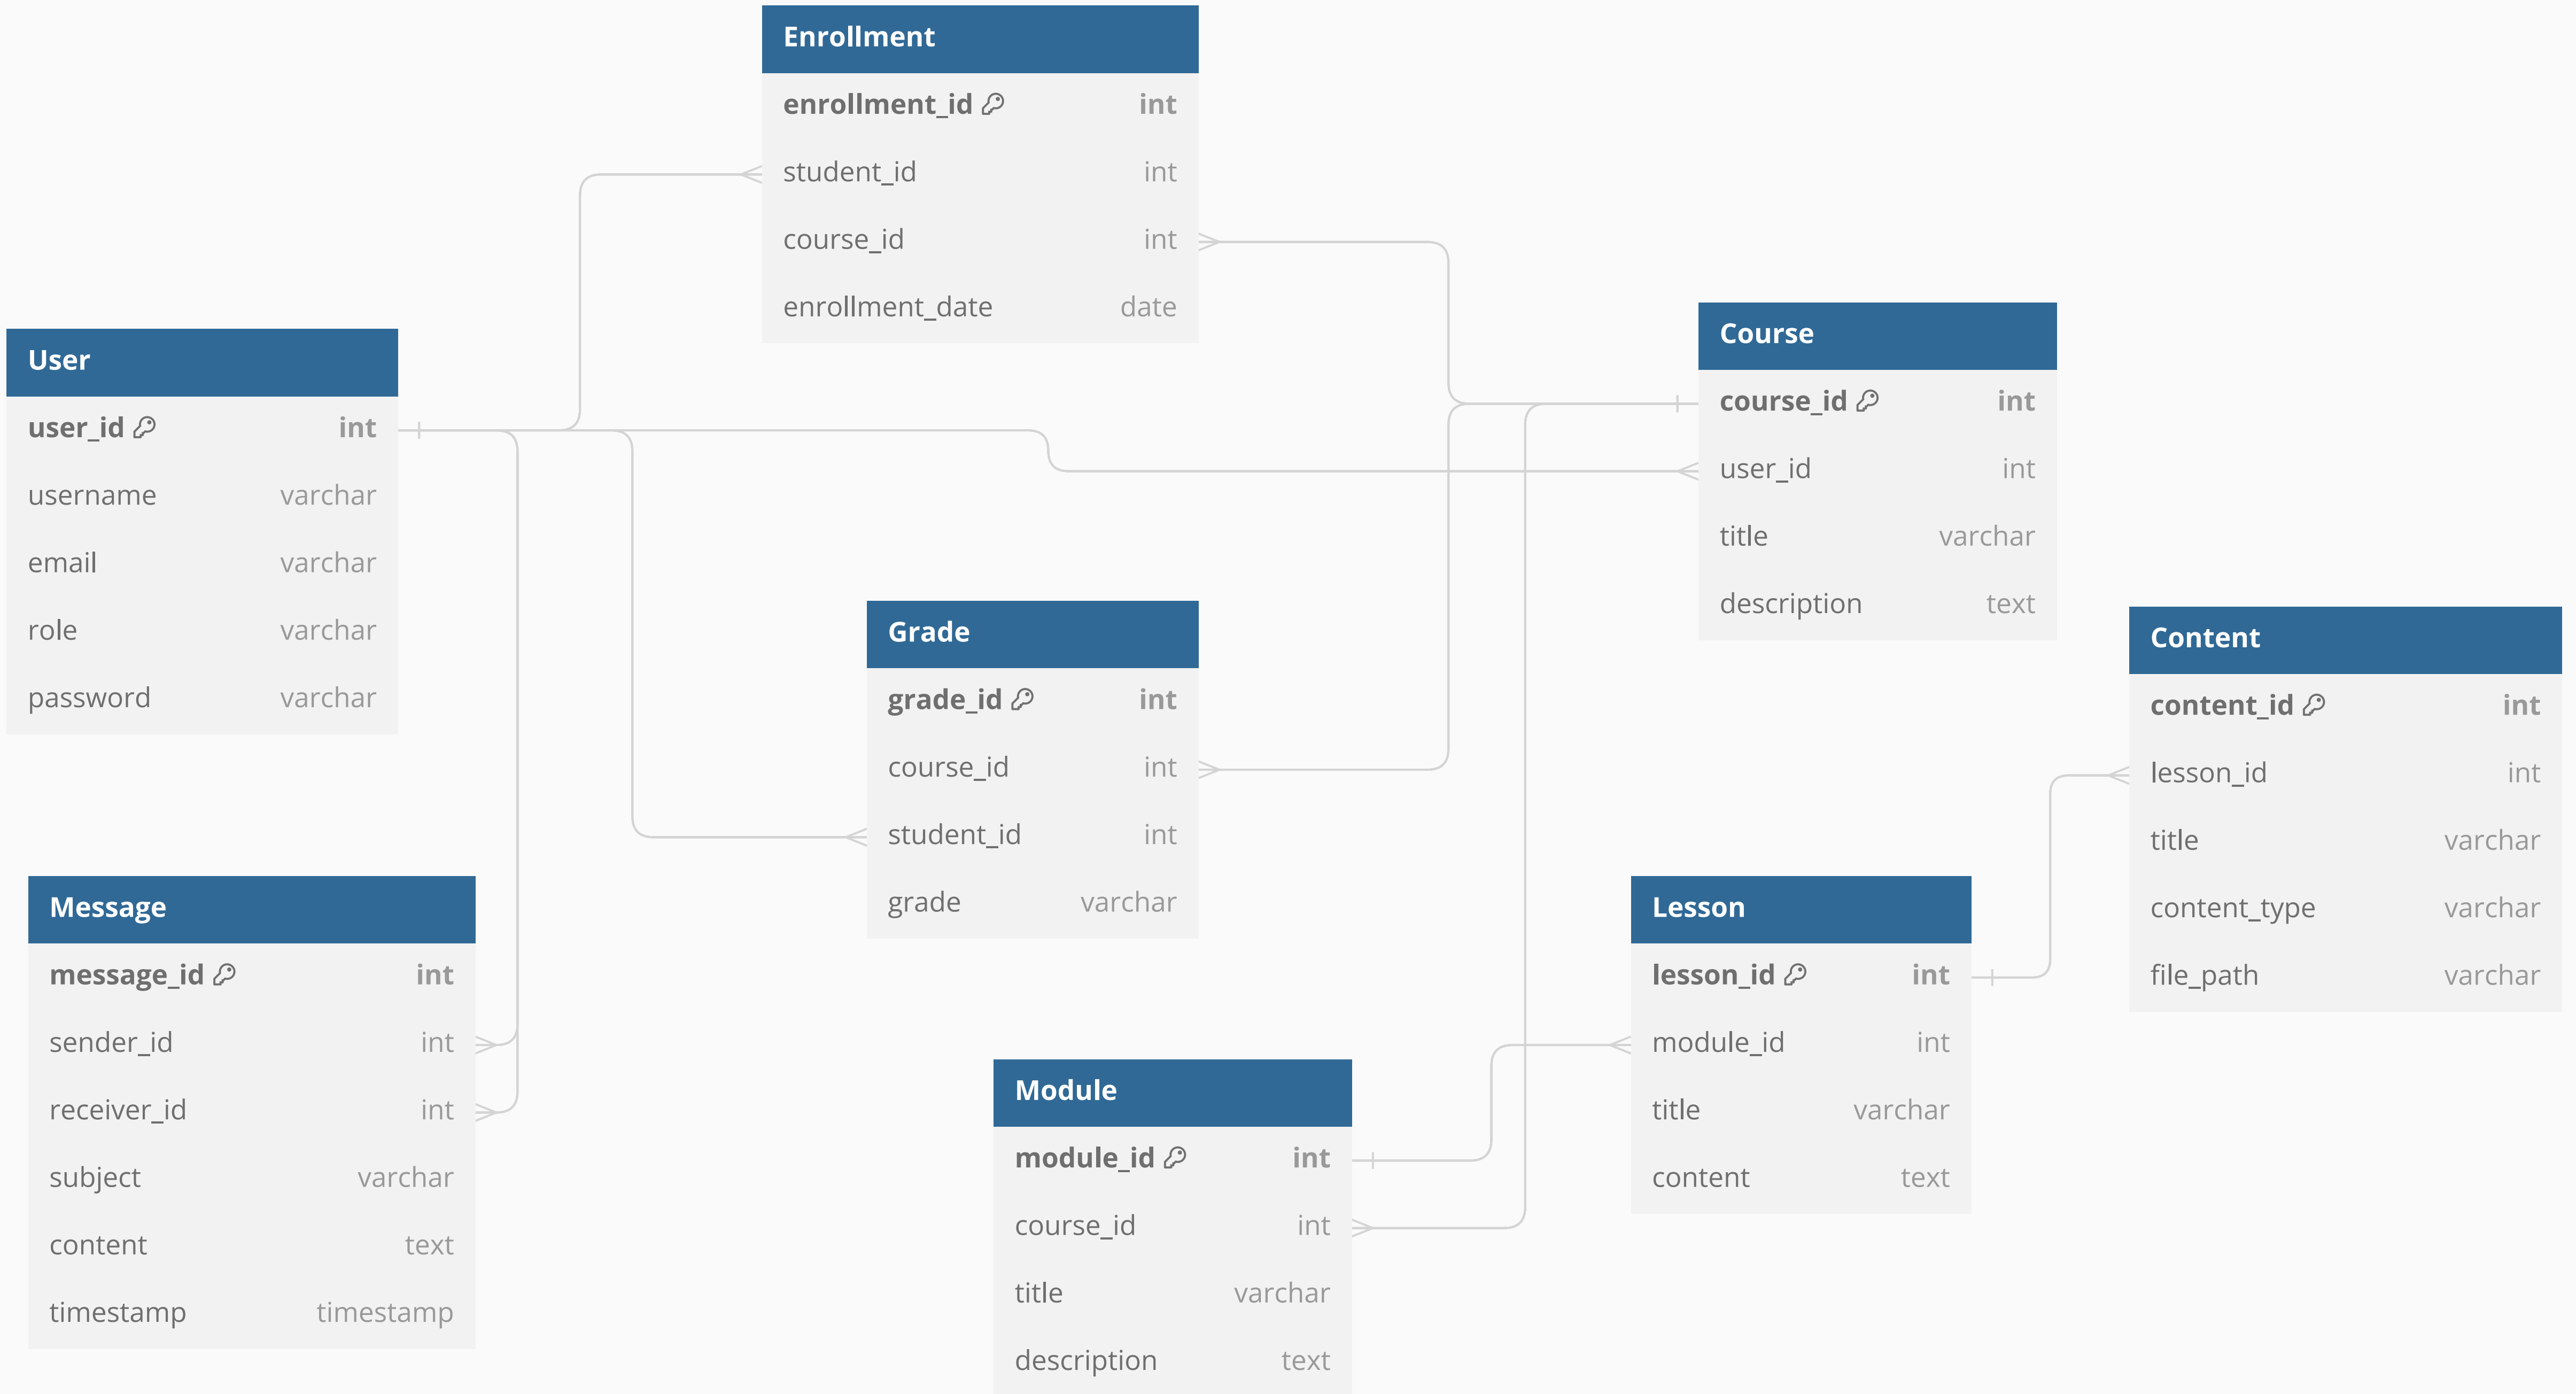 Enrollment
enrollment_id int
student_id int
course_id int
enrollment_date date
User
user_id int
username varchar
email varchar
role varchar
password varchar
Course
course_id int
user_id int
title varchar
description text
Grade
grade_id int
course_id int
student_id int
grade varchar
Content
content_id int
lesson_id int
title varchar
content_type varchar
file_path varchar
Message
message_id int
sender_id int
receiver_id int
subject varchar
content text
timestamp timestamp
Lesson
lesson_id int
module_id int
title varchar
content text
Module
module_id int
course_id int
title varchar
description text